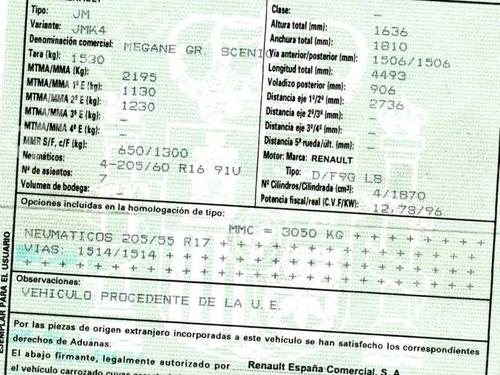 Tipo: JM
Variante: JMK4
Denominación comercial: MEGANE GR. SCENIC
Tara (kg): 1530
MTMA/MMA (Kg): 2195
MTMA/MMA 1º E (kg): 1130
MTMA/MMA 2º E (kg): 1230
MTMA/MMA 3º E (kg): –
MTMA/MMA 4º E (kg): –
MMR S/F, c/F (kg): 650/1300
Neumáticos: 4-205/60 R16 91U
Nº de asientos: 7
Volumen de bodega: –
Clase: –
Altura total (mm): 1636
Anchura total (mm): 1810
Vía anterior/posterior (mm): 1506/1506
Longitud total (mm): 4493
Voladizo posterior (mm): 906
Distancia eje 1º/2º (mm): 2736
Distancia eje 2º/3º (mm): –
Distancia eje 3º/4º (mm): –
Distancia 5ª rueda/últ. (mm): –
Motor: Marca: RENAULT
Tipo: D/F9Q L8
Nº Cilindros/Cilindrada (cm³): 4/1870
Potencia fiscal/real (C.V.F/KW): 12,78/96
Opciones incluidas en la homologación de tipo:
MMC = 3050 KG + + + + + + +
NEUMATICOS 205/55 R17 + + + + + + + + + + + + + +
VIAS: 1514/1514 + + + + + + + + + + + + + + + +
+ + + + + + + + + + + + + + + + + + + + + + +
Observaciones:
VEHICULO PROCEDENTE DE LA U.E.
EJEMPLAR PARA EL USUARIO
Por las piezas de origen extranjero incorporadas a este vehículo se han satisfecho los correspondientes
derechos de Aduanas.
El abajo firmante, legalmente autorizado por Renault España Comercial, S. A.
el vehículo carrozado cuyas